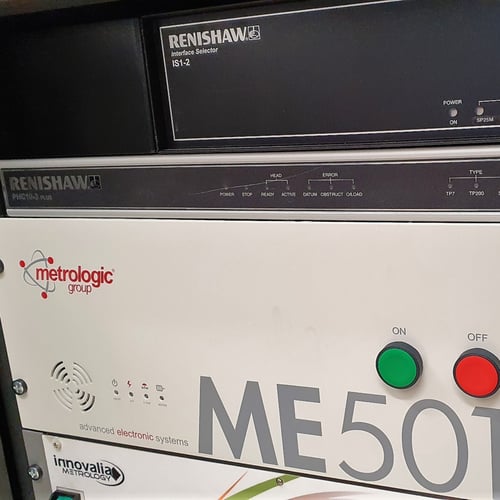 RENISHAW
Interface Selector
IS1-2
POWER
ON
SP25M
RENISHAW
PHC10-3 PLUS
HEAD
ERROR
POWER STOP READY ACTIVE DATUM OBSTRUCT O/LOAD
TYPE
TP7 TP200
metrologic
group
ON
OFF
advanced electronic systems
ME501
innovalia
METROLOGY